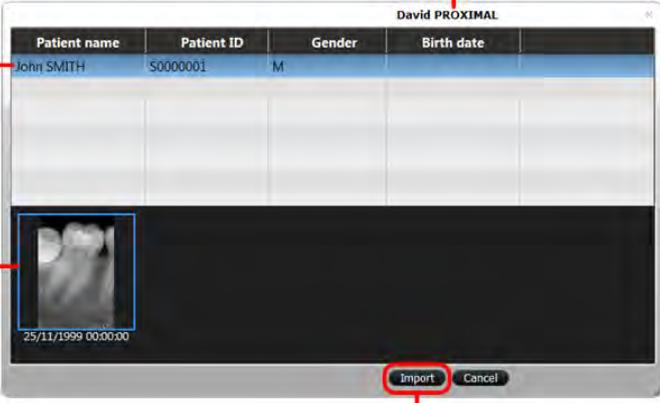 David PROXIMAL
Patient name Patient ID Gender Birth date
John SMITH S0000001 M
25/11/1999 00:00:00
Import Cancel